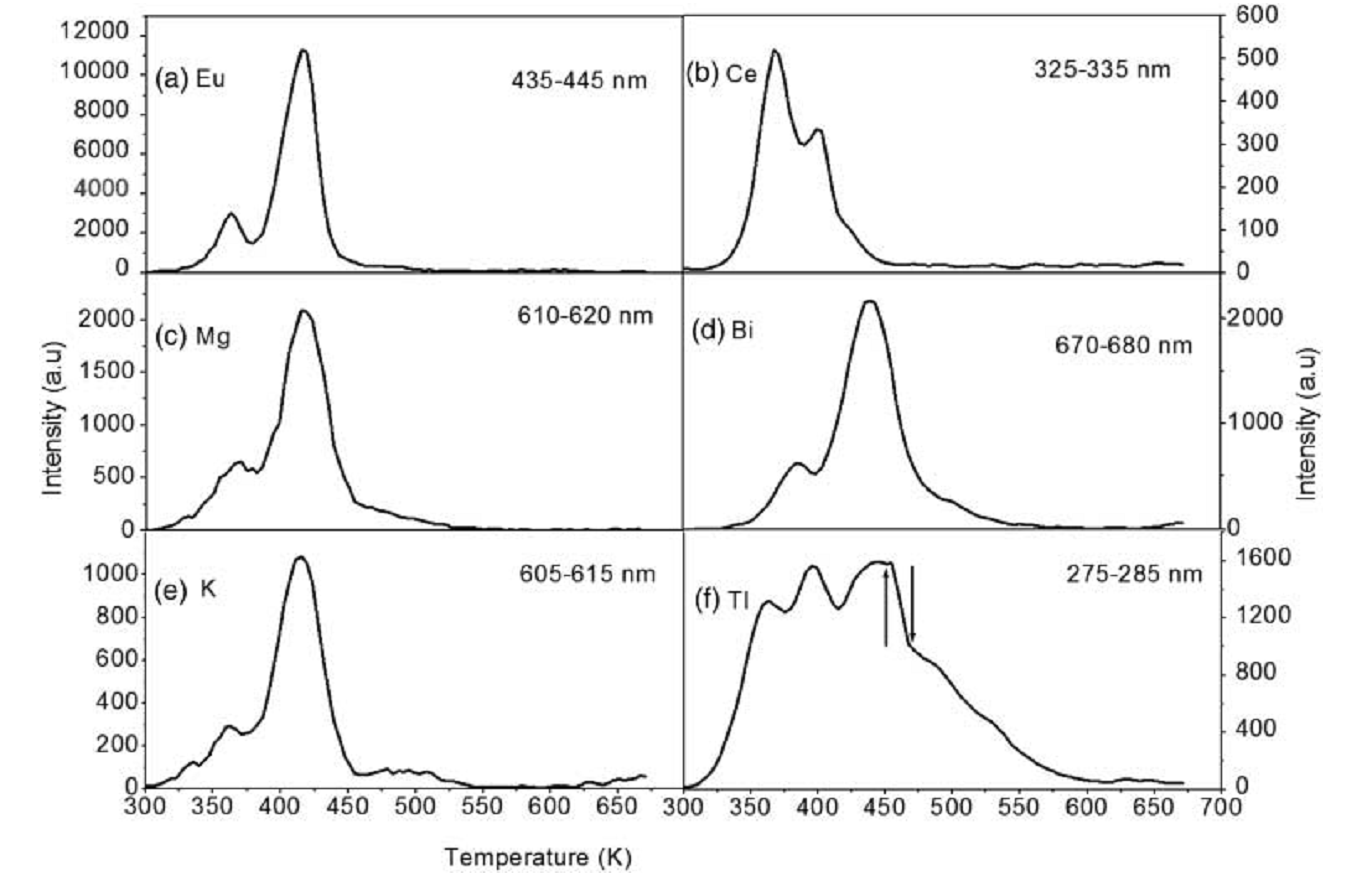 12000
10000
8000
6000
4000
2000
0
(a) Eu
435-445 nm
(b) Ce
325-335 nm
600
500
400
300
200
100
0
2000
1500
1000
500
0
(c) Mg
610-620 nm
(d) Bi
670-680 nm
2000
1000
0
Intensity (a.u)
Intensity (a.u)
1000
800
600
400
200
0
(e) K
605-615 nm
(f) Tl
275-285 nm
1600
1200
800
400
0
300 350 400 450 500 550 600 650 300 350 400 450 500 550 600 650 700
Temperature (K)